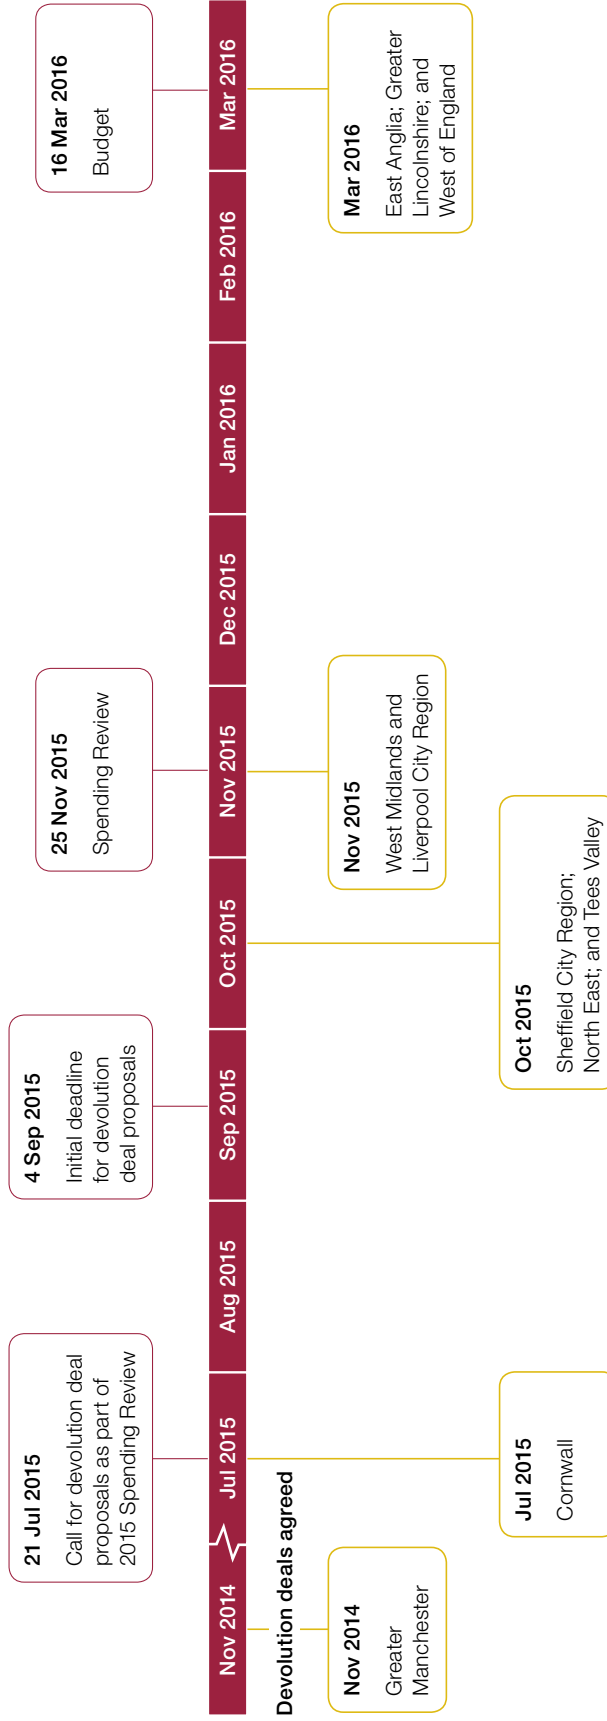 21 Jul 2015
Call for devolution deal
proposals as part of
2015 Spending Review
4 Sep 2015
Initial deadline
for devolution
deal proposals
25 Nov 2015
Spending Review
16 Mar 2016
Budget
Nov 2014
Jul 2015
Aug 2015
Sep 2015
Oct 2015
Nov 2015
Dec 2015
Jan 2016
Feb 2016
Mar 2016
Devolution deals agreed
Nov 2014
Greater
Manchester
Jul 2015
Cornwall
Oct 2015
Sheffield City Region;
North East; and Tees Valley
Nov 2015
West Midlands and
Liverpool City Region
Mar 2016
East Anglia; Greater
Lincolnshire; and
West of England